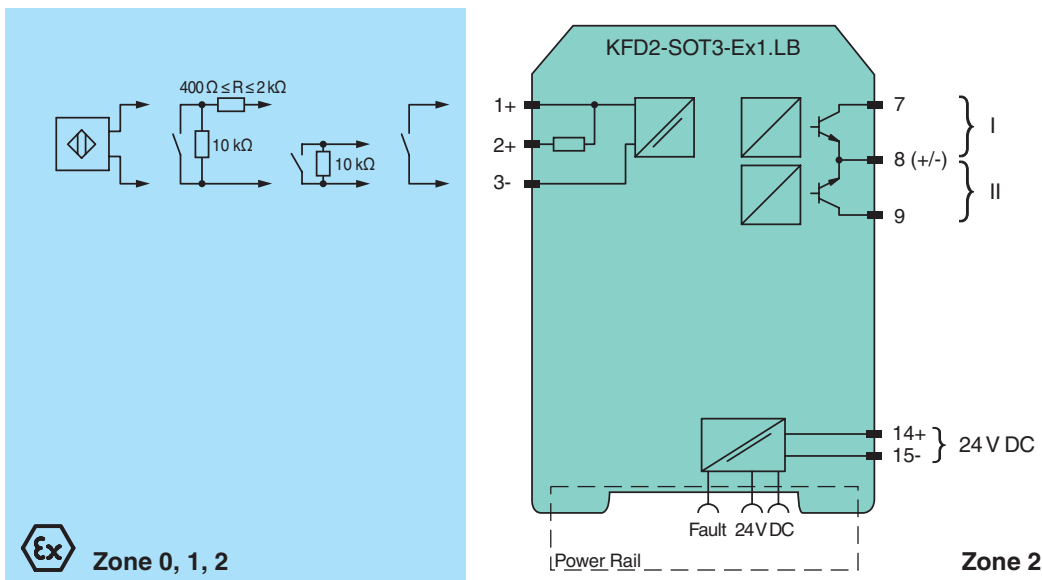 KFD2-SOT3-Ex1.LB
400 Ω ≤ R ≤ 2 kΩ
10 kΩ
10 kΩ
1+
2+
3-
7
8 (+/-)
9
I
II
14+
15-
24 V DC
Fault 24 V DC
Power Rail
Ex
Zone 0, 1, 2
Zone 2